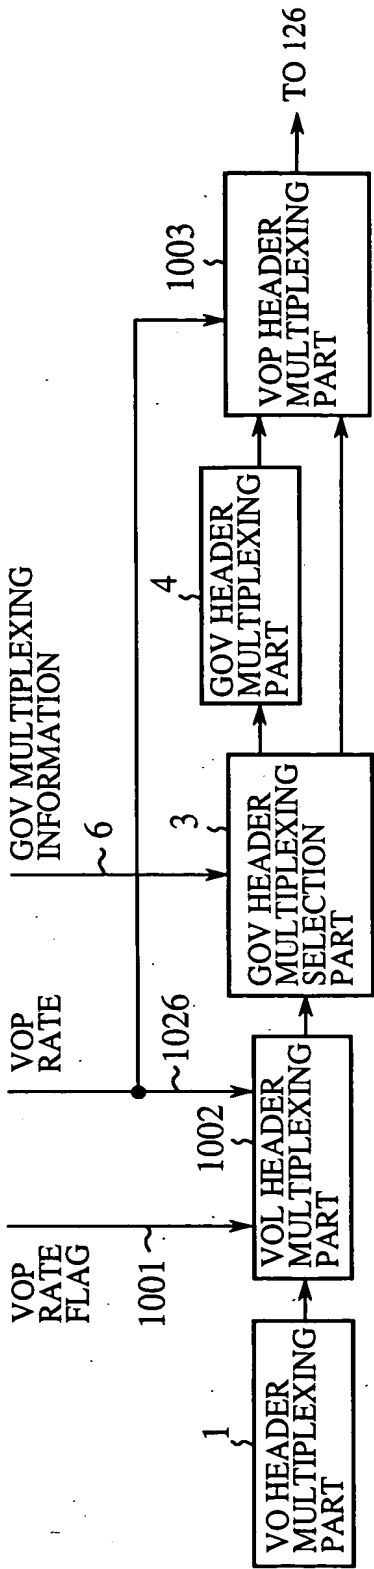 VOP
RATE
FLAG
VOP
RATE
GOV MULTIPLEXING
INFORMATION
1001
1026
6
1
VO HEADER
MULTIPLEXING
PART
1002
VOL HEADER
MULTIPLEXING
PART
3
GOV HEADER
MULTIPLEXING
SELECTION
PART
4
GOV HEADER
MULTIPLEXING
PART
1003
VOP HEADER
MULTIPLEXING
PART
TO 126